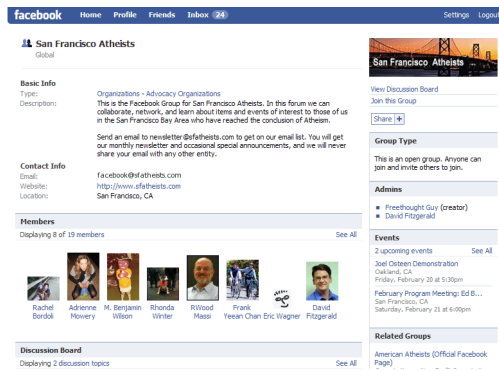 facebook Home Profile Friends Inbox 24 Settings Logout
San Francisco Atheists
Global
Basic Info
Type: Organizations - Advocacy Organizations
Description: This is the Facebook Group for San Francisco Atheists. In this forum we can
collaborate, network, and learn about items and events of interest to those of us
in the San Francisco Bay Area who have reached the conclusion of Atheism.
Send an email to newsletter@sfatheists.com to get on our email list. You will get
our monthly newsletter and occasional special announcements, and we will never
share your email with any other entity.
Contact Info
Email: facebook@sfatheists.com
Website: http://www.sfatheists.com
Location: San Francisco, CA
Members
Displaying 8 of 19 members See All
Rachel Bordoli
Adrienne Mowery
M. Benjamin Wilson
Rhonda Winter
RWood Massi
Frank Yeean Chan
Eric Wagner
David Fitzgerald
Discussion Board
Displaying 2 discussion topics See All
San Francisco Atheists
View Discussion Board
Join this Group
Share +
Group Type
This is an open group. Anyone can
join and invite others to join.
Admins
Freethought Guy (creator)
David Fitzgerald
Events
2 upcoming events See All
Joel Osteen Demonstration
Oakland, CA
Friday, February 20 at 5:30pm
February Program Meeting: Ed B...
San Francisco, CA
Saturday, February 21 at 6:00pm
Related Groups
American Atheists (Official Facebook
Page)